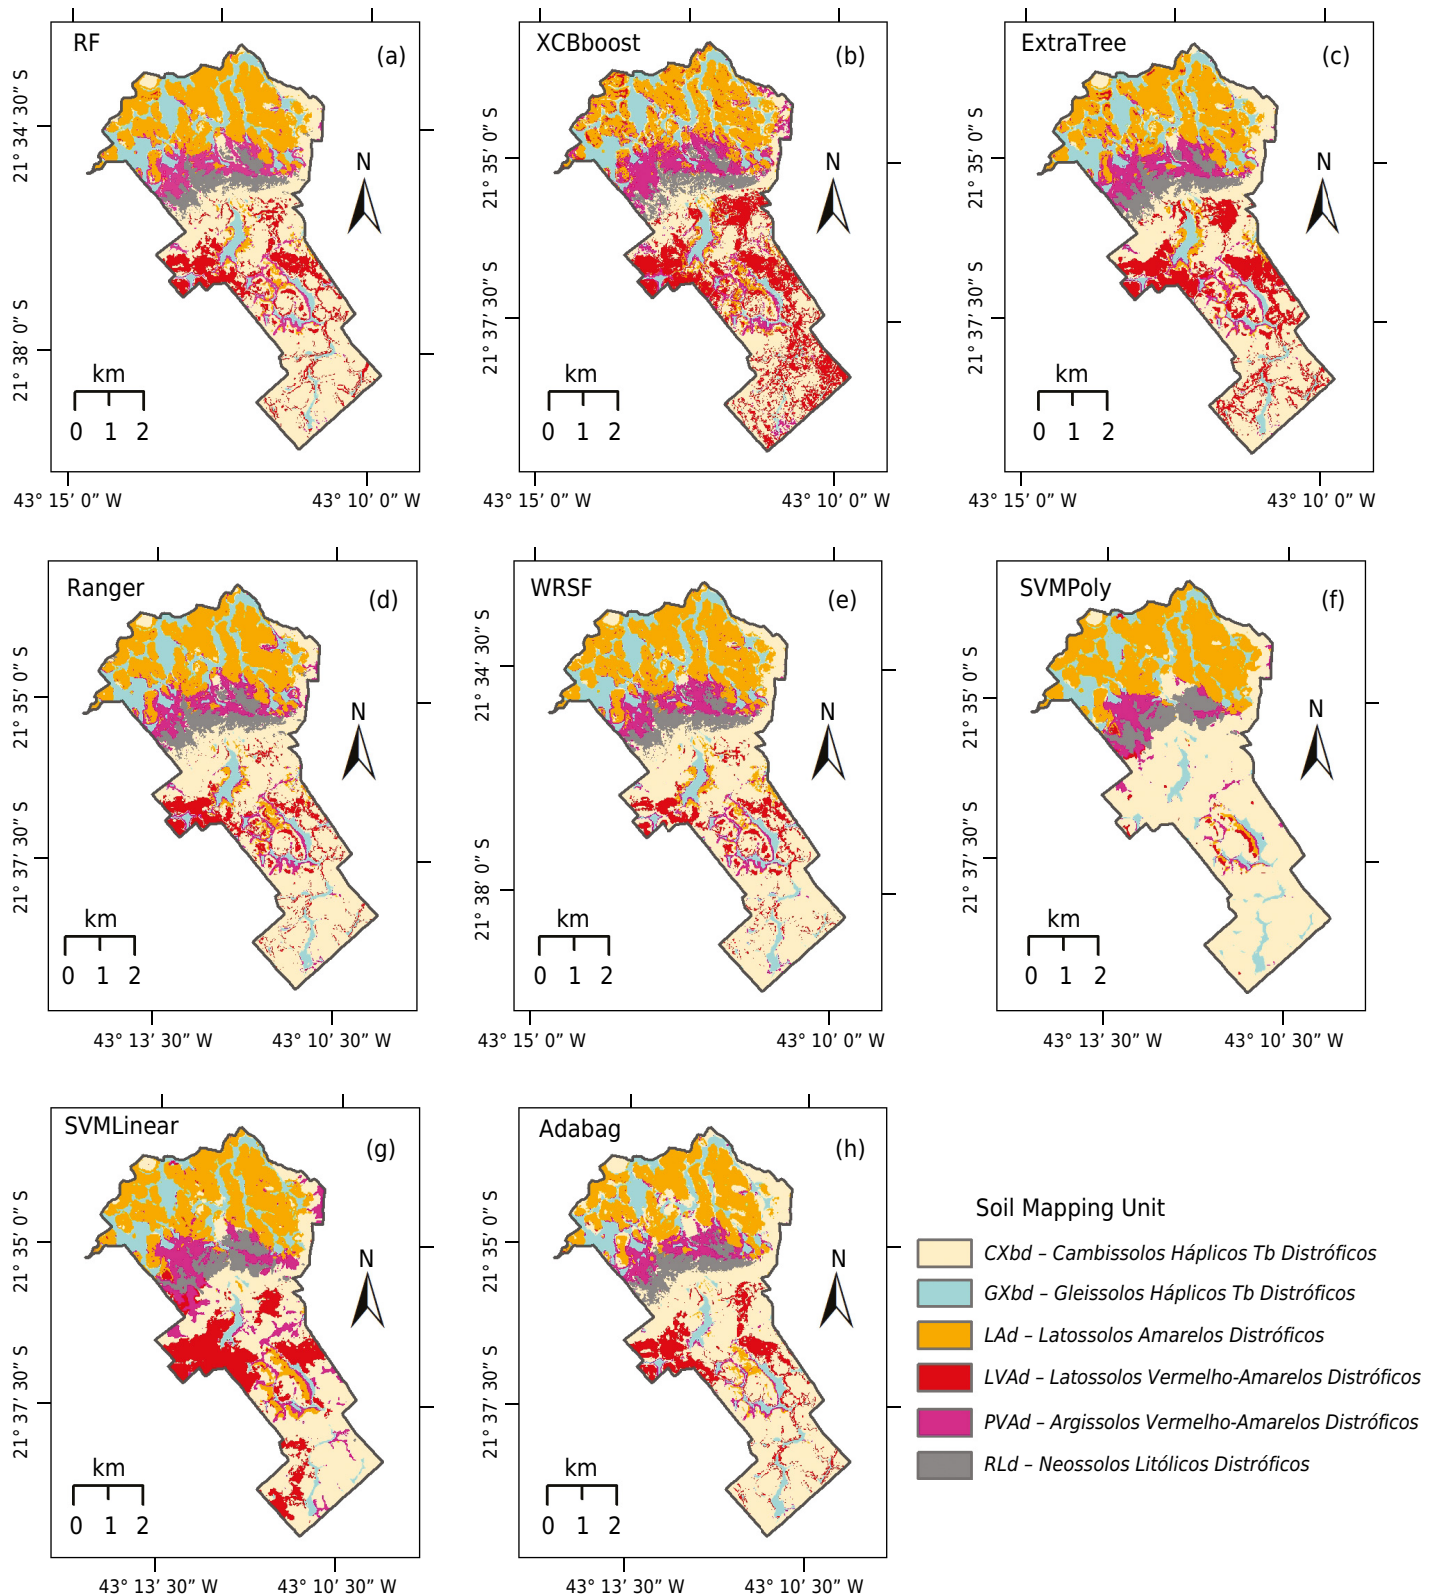 RF
(a)
21° 34' 30” S
21° 38' 0” S
N
km
0 1 2
43° 15’ 0” W
43° 10’ 0” W
XCBboost
(b)
21° 35’ 0” S
21° 37’ 30” S
N
km
0 1 2
43° 15’ 0” W
43° 10’ 0” W
ExtraTree
(c)
21° 35’ 0” S
21° 37’ 30” S
N
km
0 1 2
43° 15’ 0” W
43° 10’ 0” W
Ranger
(d)
21° 35’ 0” S
21° 37’ 30” S
N
km
0 1 2
43° 13’ 30” W
43° 10’ 30” W
WRSF
(e)
21° 34’ 30” S
21° 38’ 0” S
N
km
0 1 2
43° 15’ 0” W
43° 10’ 0” W
SVMPoly
(f)
21° 35’ 0” S
21° 37’ 30” S
N
km
0 1 2
43° 13’ 30” W
43° 10’ 30” W
SVMLinear
(g)
21° 35’ 0” S
21° 37’ 30” S
N
km
0 1 2
43° 13’ 30” W
43° 10’ 30” W
Adabag
(h)
21° 35’ 0” S
21° 37’ 30” S
N
km
0 1 2
43° 13’ 30” W
43° 10’ 30” W
Soil Mapping Unit
CXbd – Cambissolos Háplicos Tb Distróficos
GXbd – Gleissolos Háplicos Tb Distróficos
LAd – Latossolos Amarelos Distróficos
LVAd – Latossolos Vermelho-Amarelos Distróficos
PVAd – Argissolos Vermelho-Amarelos Distróficos
RLd – Neossolos Litólicos Distróficos